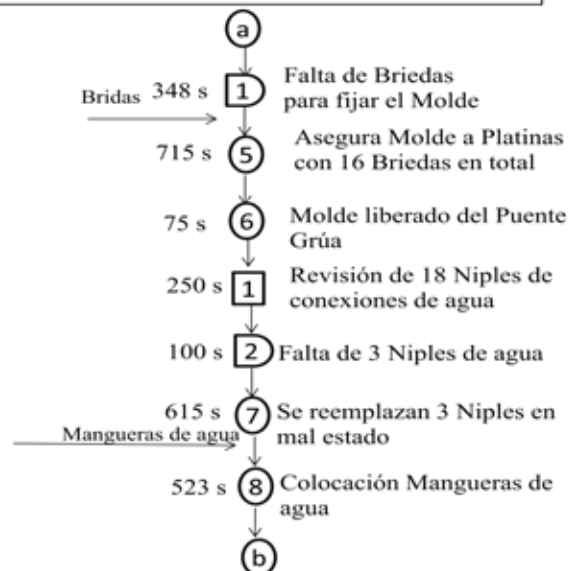 a
348 s 1 Falta de Briedas
para fijar el Molde
Bridas
715 s 5 Asegura Molde a Platinas
con 16 Briedas en total
75 s 6 Molde liberado del Puente
Grúa
250 s 1 Revisión de 18 Niples de
conexiones de agua
100 s 2 Falta de 3 Niples de agua
615 s 7 Se reemplazan 3 Niples en
mal estado
Mangueras de agua
523 s 8 Colocación Mangueras de
agua
b